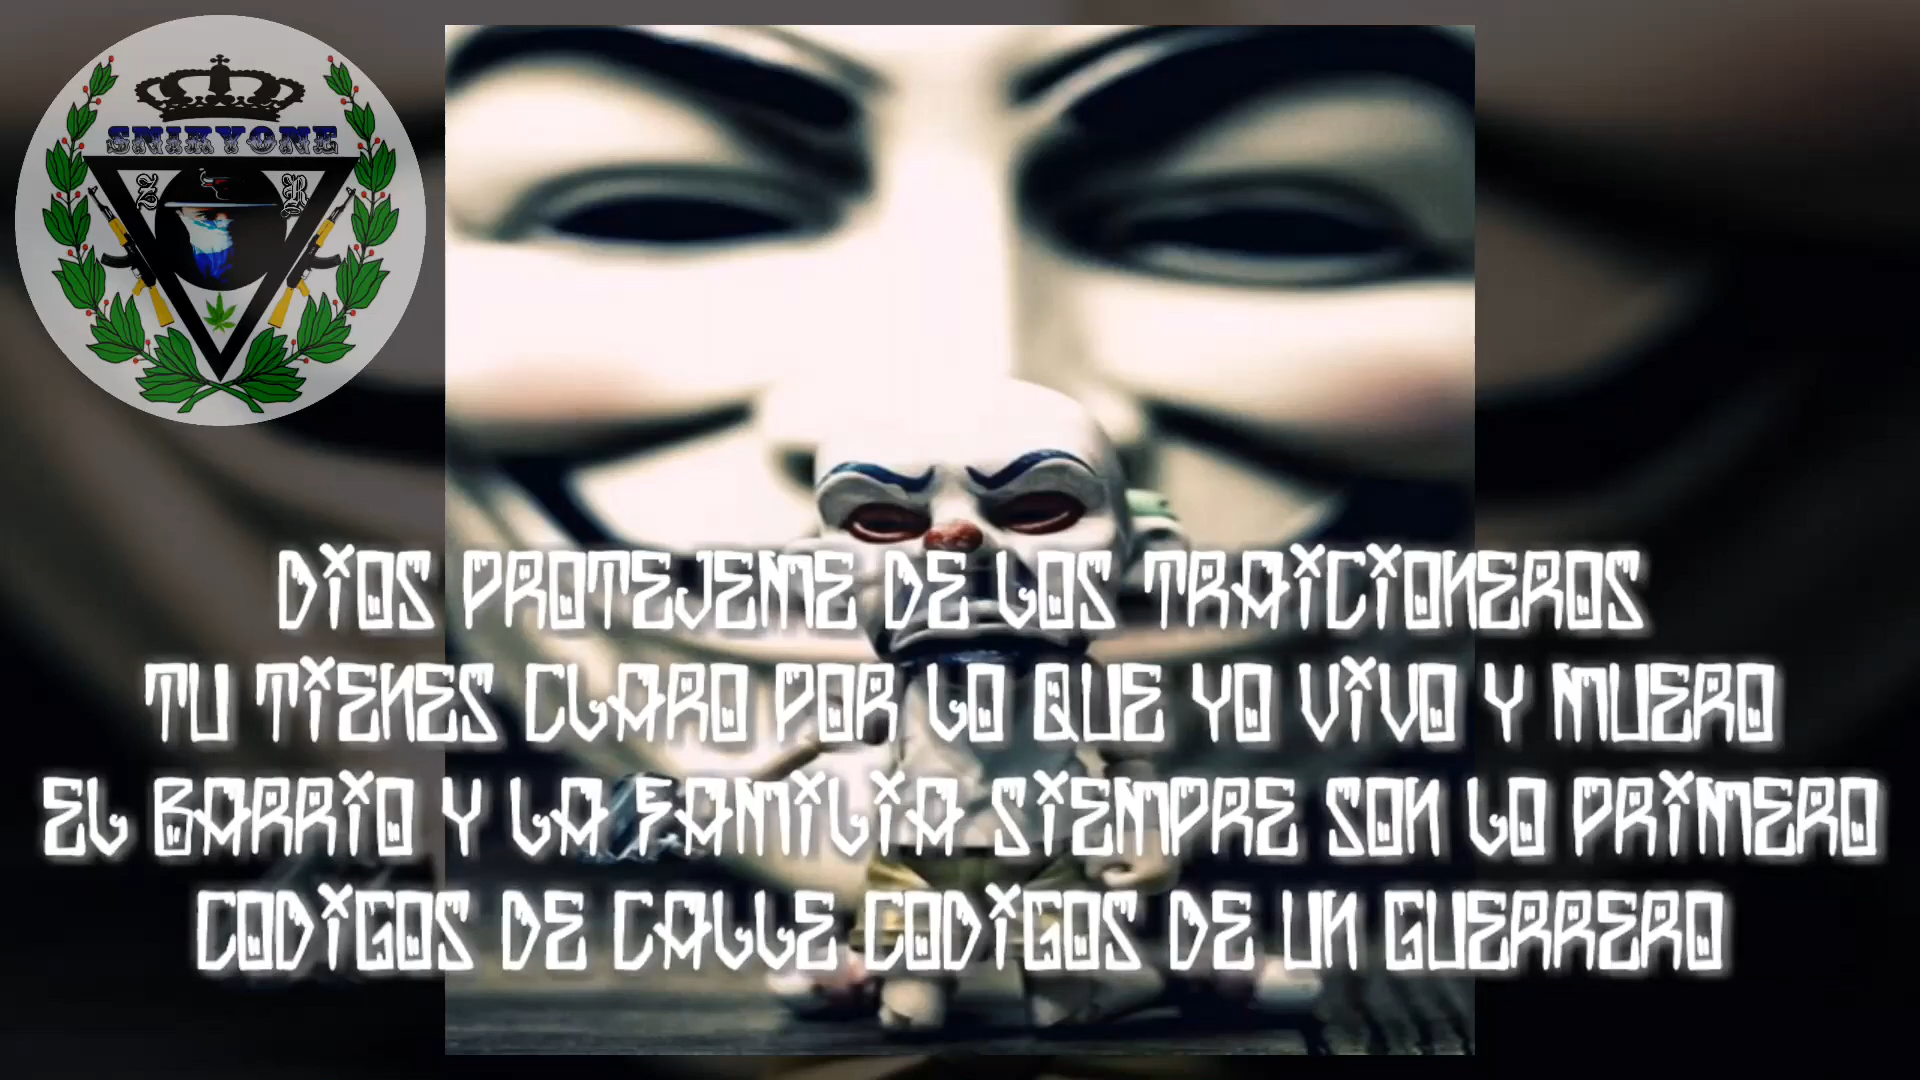 SNIKYONE
Z R
DIOS PROTEJEME DE LOS TRAICIONEROS
TU TIENES CLARO POR LO QUE YO VIVO Y MUERO
EL BARRIO Y LA FAMILIA SIEMPRE SON LO PRIMERO
CODIGOS DE CALLE CODIGOS DE UN GUERRERO